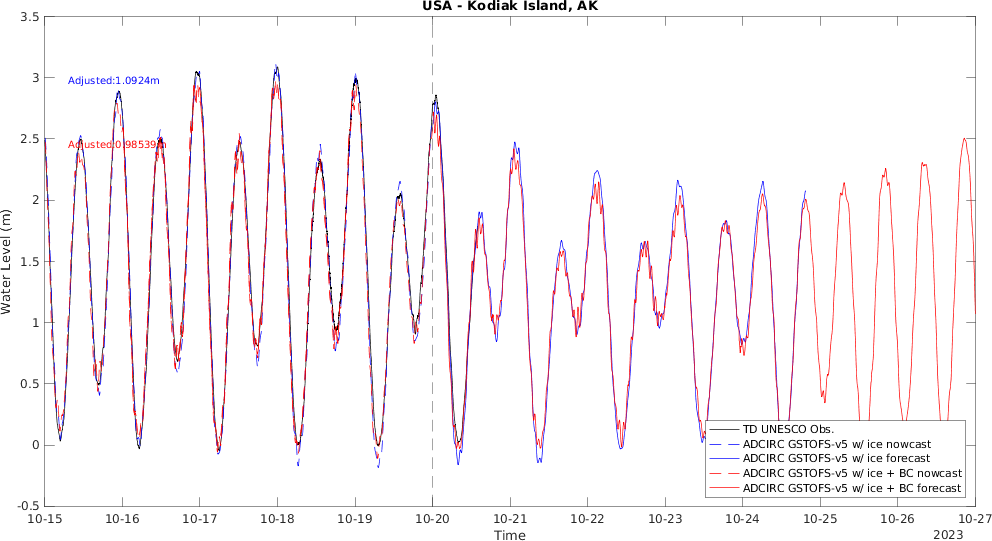 USA - Kodiak Island, AK
3.5
3
2.5
2
1.5
1
0.5
0
-0.5
Water Level (m)
Adjusted:1.0924m
Adjusted:0.98539m
TD UNESCO Obs.
ADCIRC GSTOFS-v5 w/ ice nowcast
ADCIRC GSTOFS-v5 w/ ice forecast
ADCIRC GSTOFS-v5 w/ ice + BC nowcast
ADCIRC GSTOFS-v5 w/ ice + BC forecast
10-15 10-16 10-17 10-18 10-19 10-20 10-21 10-22 10-23 10-24 10-25 10-26 10-27
Time
2023